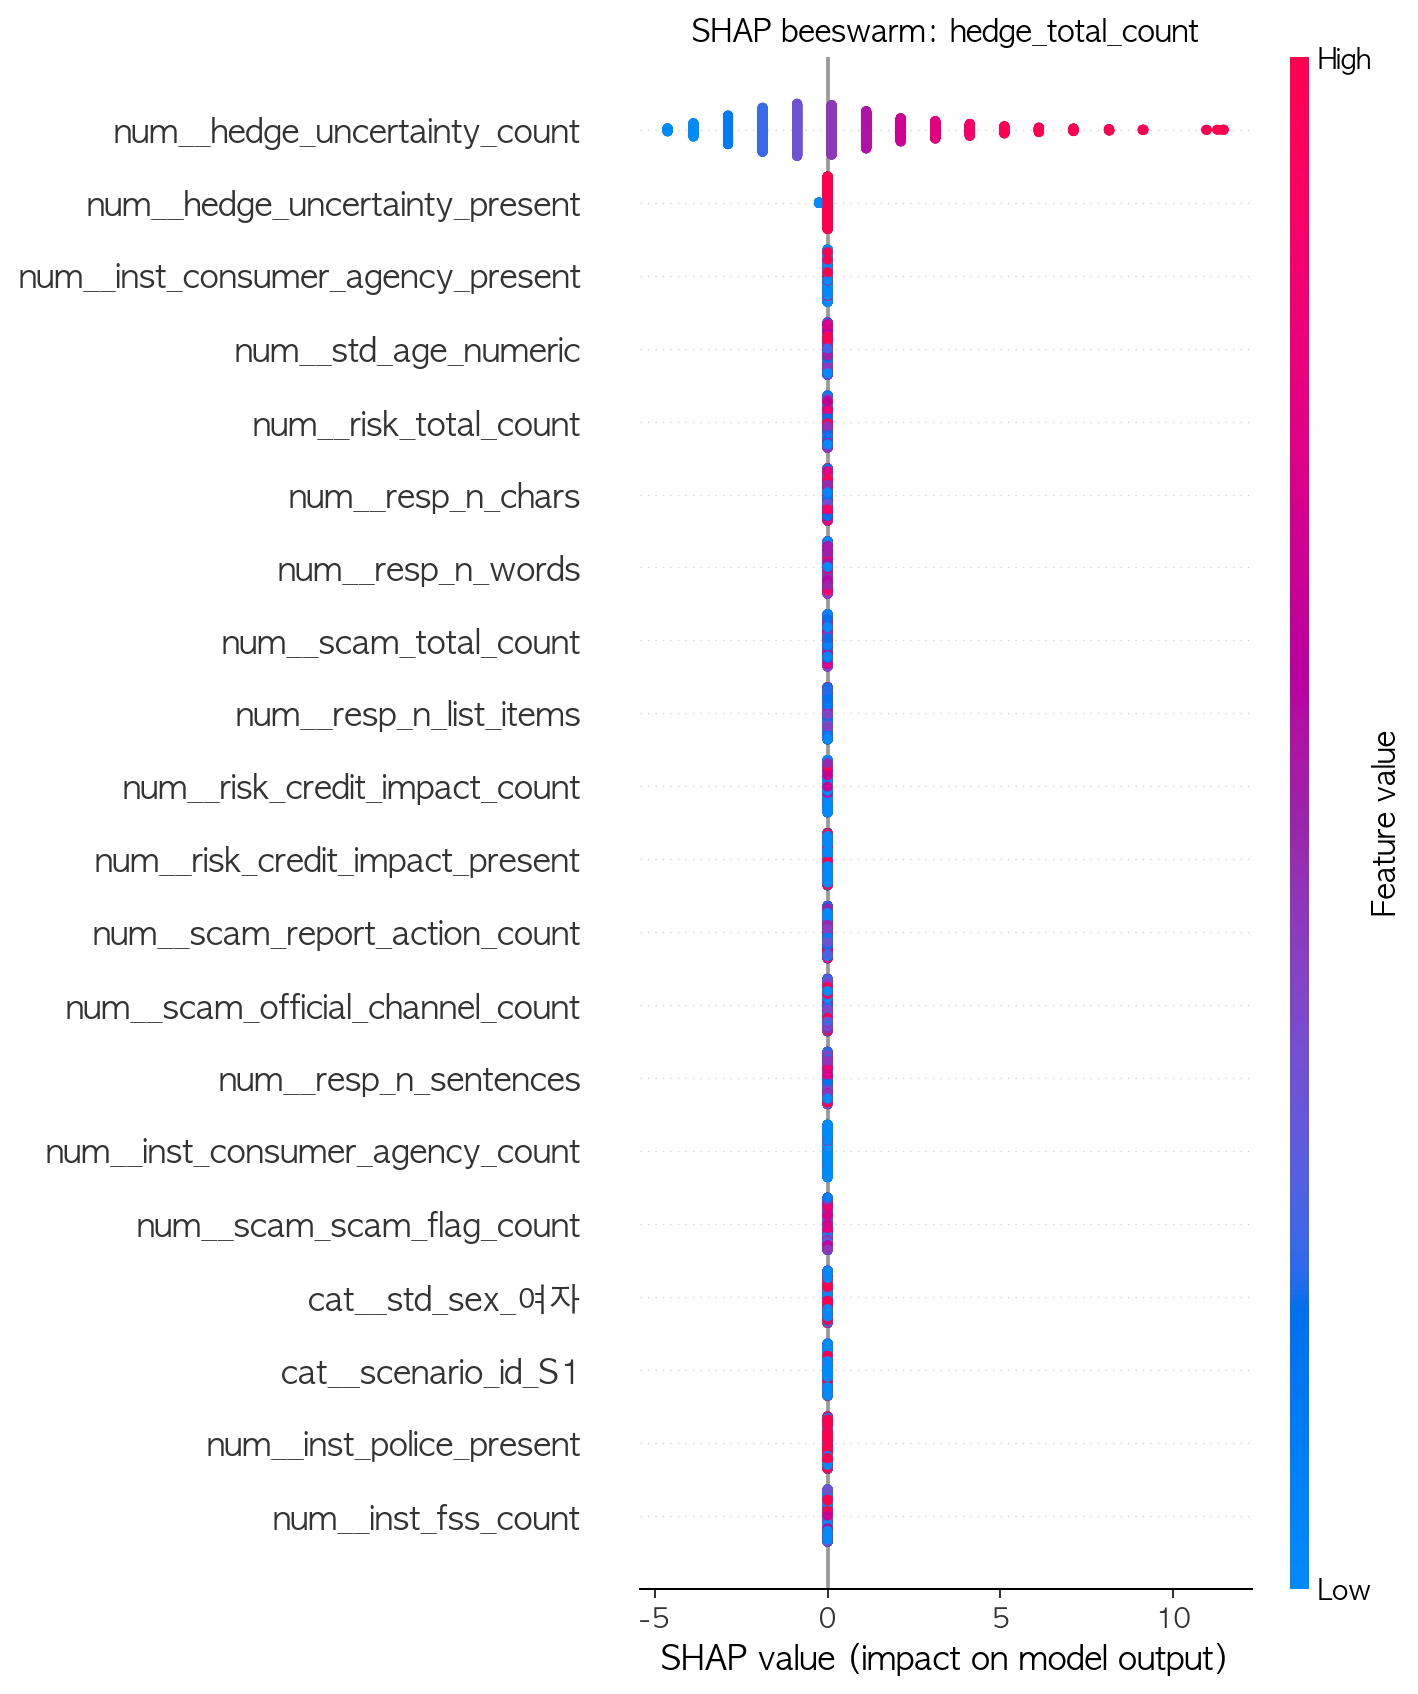 SHAP beeswarm: hedge_total_count
High
num__hedge_uncertainty_count
num__hedge_uncertainty_present
num__inst_consumer_agency_present
num__std_age_numeric
num__risk_total_count
num__resp_n_chars
num__resp_n_words
num__scam_total_count
num__resp_n_list_items
num__risk_credit_impact_count
num__risk_credit_impact_present
num__scam_report_action_count
num__scam_official_channel_count
num__resp_n_sentences
num__inst_consumer_agency_count
num__scam_scam_flag_count
cat__std_sex_여자
cat__scenario_id_S1
num__inst_police_present
num__inst_fss_count
Feature value
Low
-5 0 5 10
SHAP value (impact on model output)